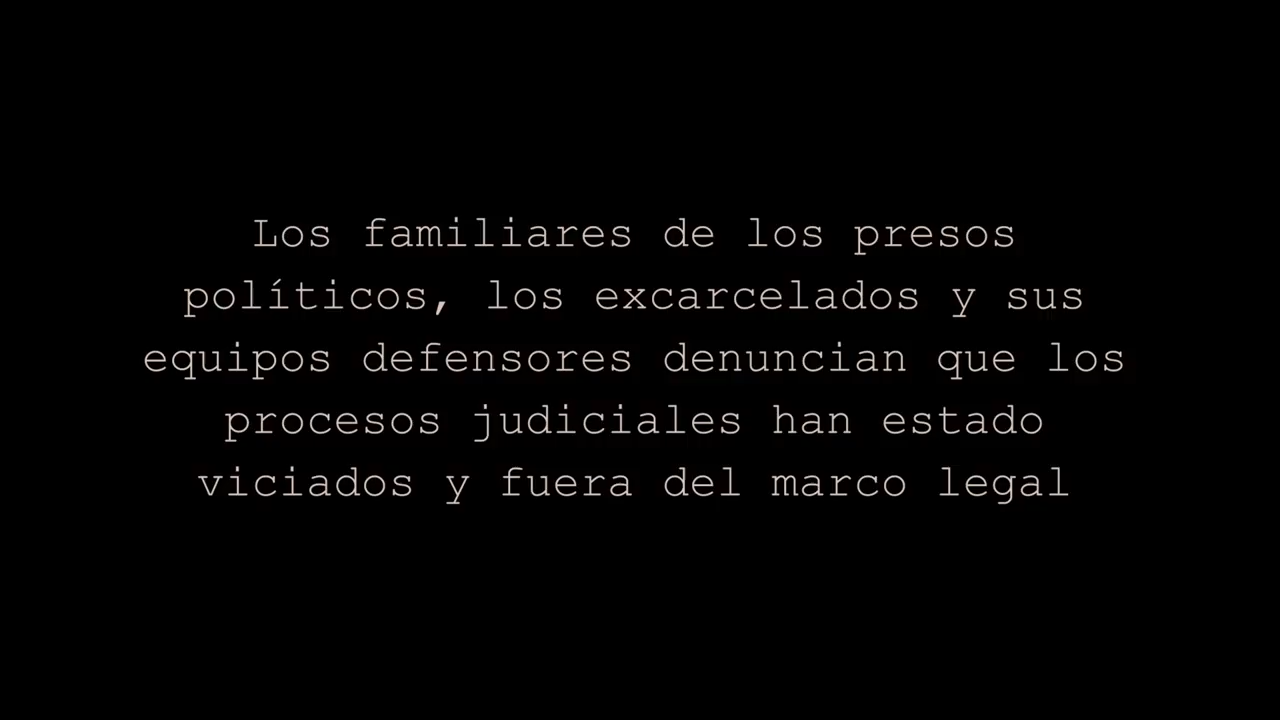 Los familiares de los presos
políticos, los excarcelados y sus
equipos defensores denuncian que los
procesos judiciales han estado
viciados y fuera del marco legal